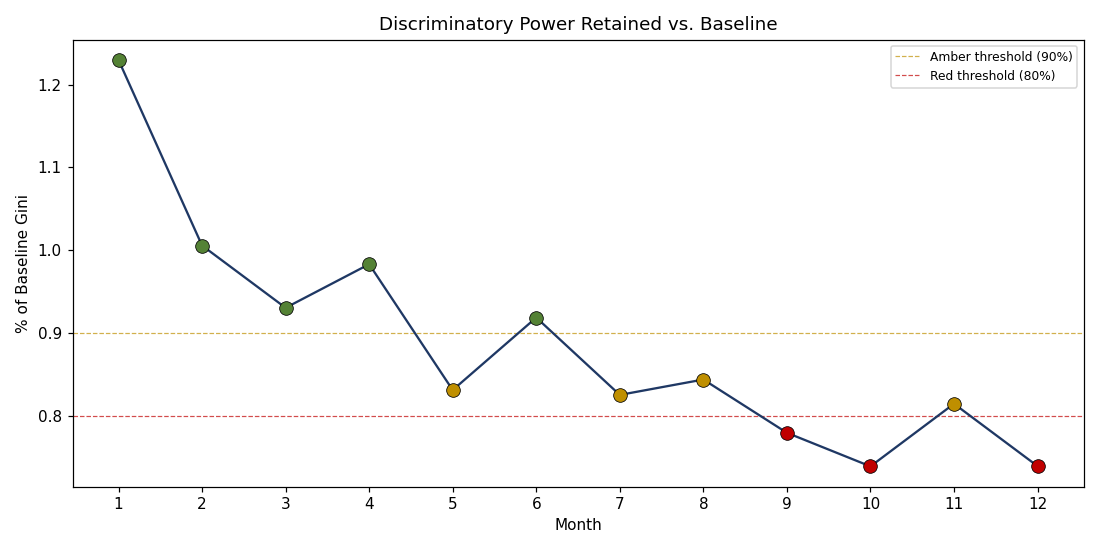 Discriminatory Power Retained vs. Baseline
Amber threshold (90%)
Red threshold (80%)
% of Baseline Gini
1.2
1.1
1.0
0.9
0.8
1 2 3 4 5 6 7 8 9 10 11 12
Month